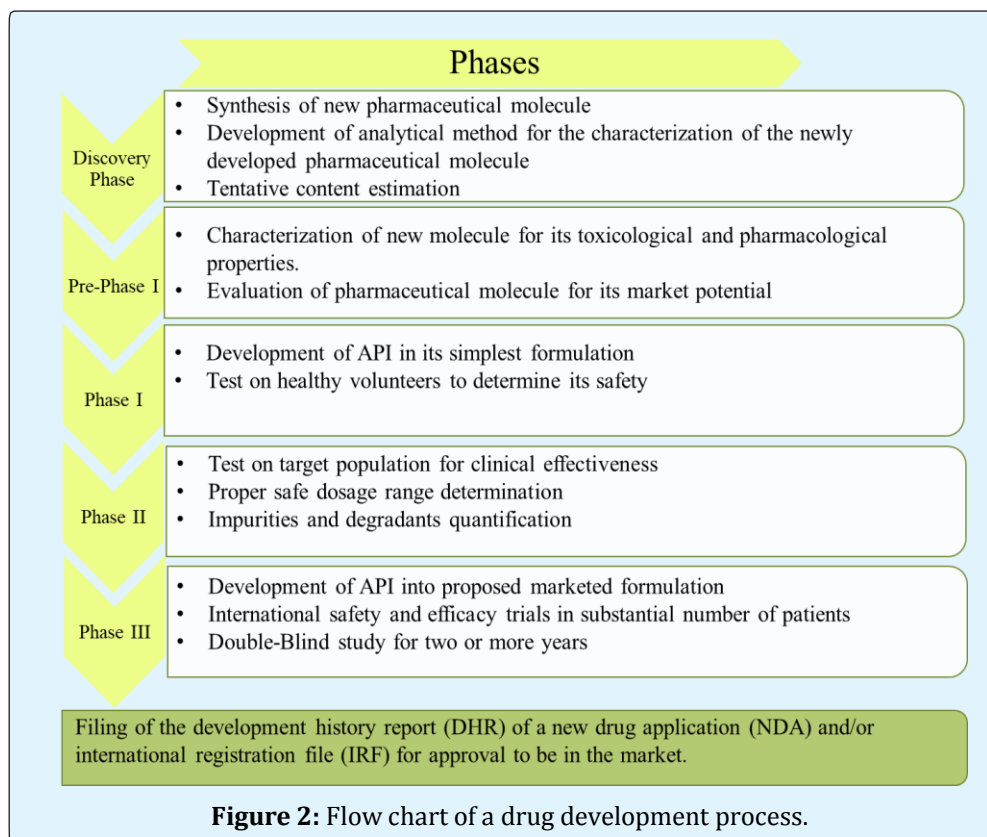 Phases
Discovery
Phase
• Synthesis of new pharmaceutical molecule
• Development of analytical method for the characterization of the newly
developed pharmaceutical molecule
• Tentative content estimation
Pre-Phase I
• Characterization of new molecule for its toxicological and pharmacological
properties.
• Evaluation of pharmaceutical molecule for its market potential
Phase I
• Development of API in its simplest formulation
• Test on healthy volunteers to determine its safety
Phase II
• Test on target population for clinical effectiveness
• Proper safe dosage range determination
• Impurities and degradants quantification
Phase III
• Development of API into proposed marketed formulation
• International safety and efficacy trials in substantial number of patients
• Double-Blind study for two or more years
Filing of the development history report (DHR) of a new drug application (NDA) and/or
international registration file (IRF) for approval to be in the market.
Figure 2: Flow chart of a drug development process.